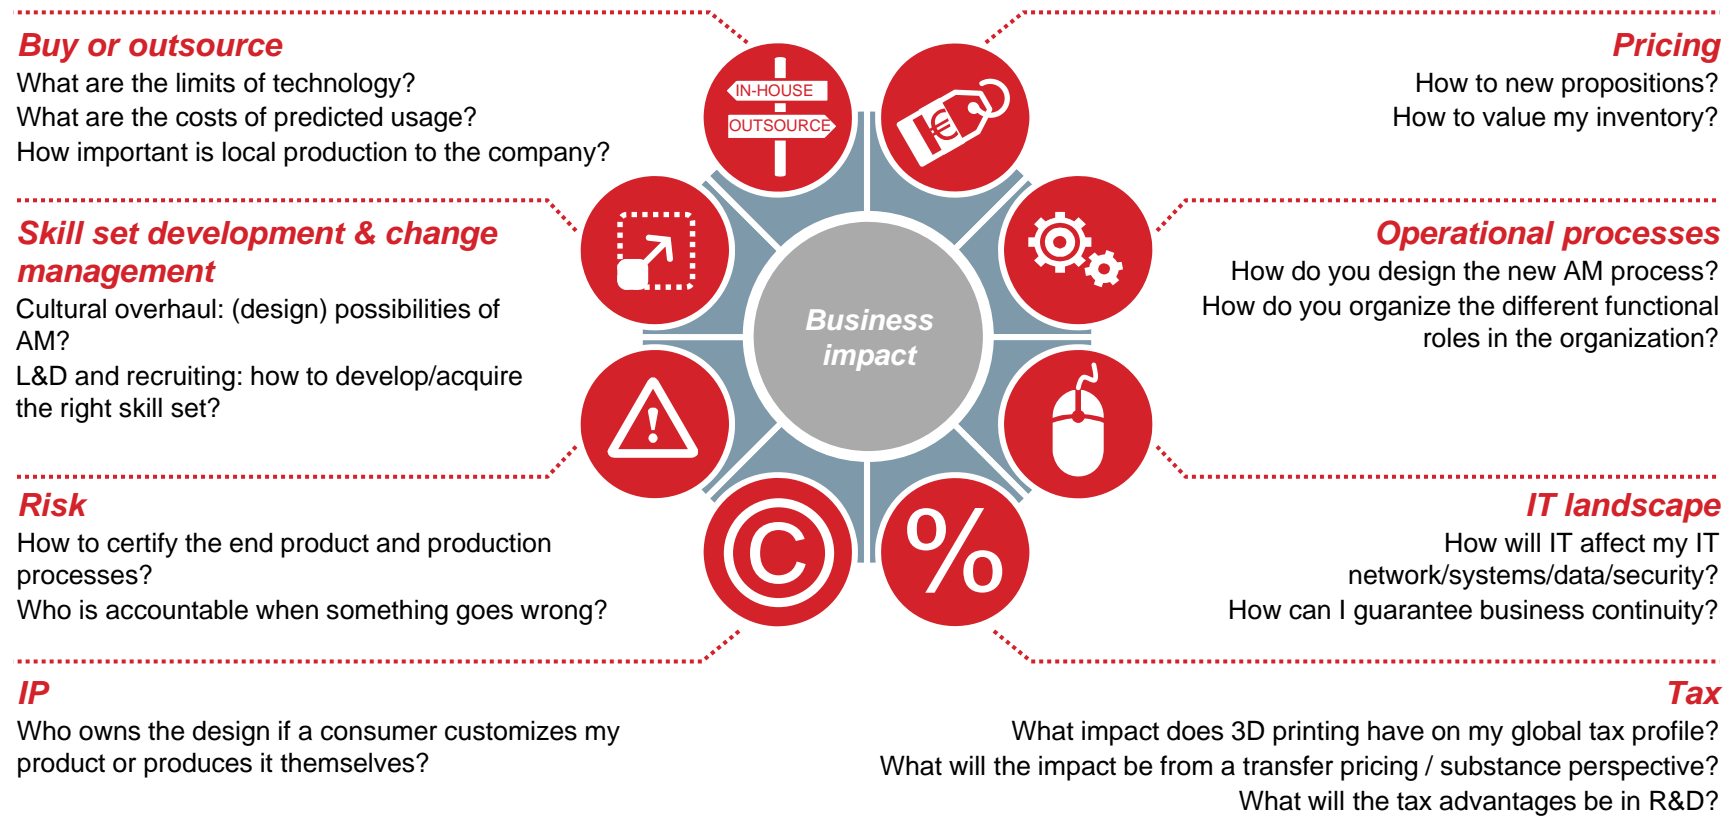 Buy or outsource
What are the limits of technology?
What are the costs of predicted usage?
How important is local production to the company?
Skill set development & change
management
Cultural overhaul: (design) possibilities of
AM?
L&D and recruiting: how to develop/acquire
the right skill set?
Risk
How to certify the end product and production
processes?
Who is accountable when something goes wrong?
IP
Who owns the design if a consumer customizes my
product or produces it themselves?
IN-HOUSE
OUTSOURCE
€
!
Business
impact
©
%
Pricing
How to new propositions?
How to value my inventory?
Operational processes
How do you design the new AM process?
How do you organize the different functional
roles in the organization?
IT landscape
How will IT affect my IT
network/systems/data/security?
How can I guarantee business continuity?
Tax
What impact does 3D printing have on my global tax profile?
What will the impact be from a transfer pricing / substance perspective?
What will the tax advantages be in R&D?